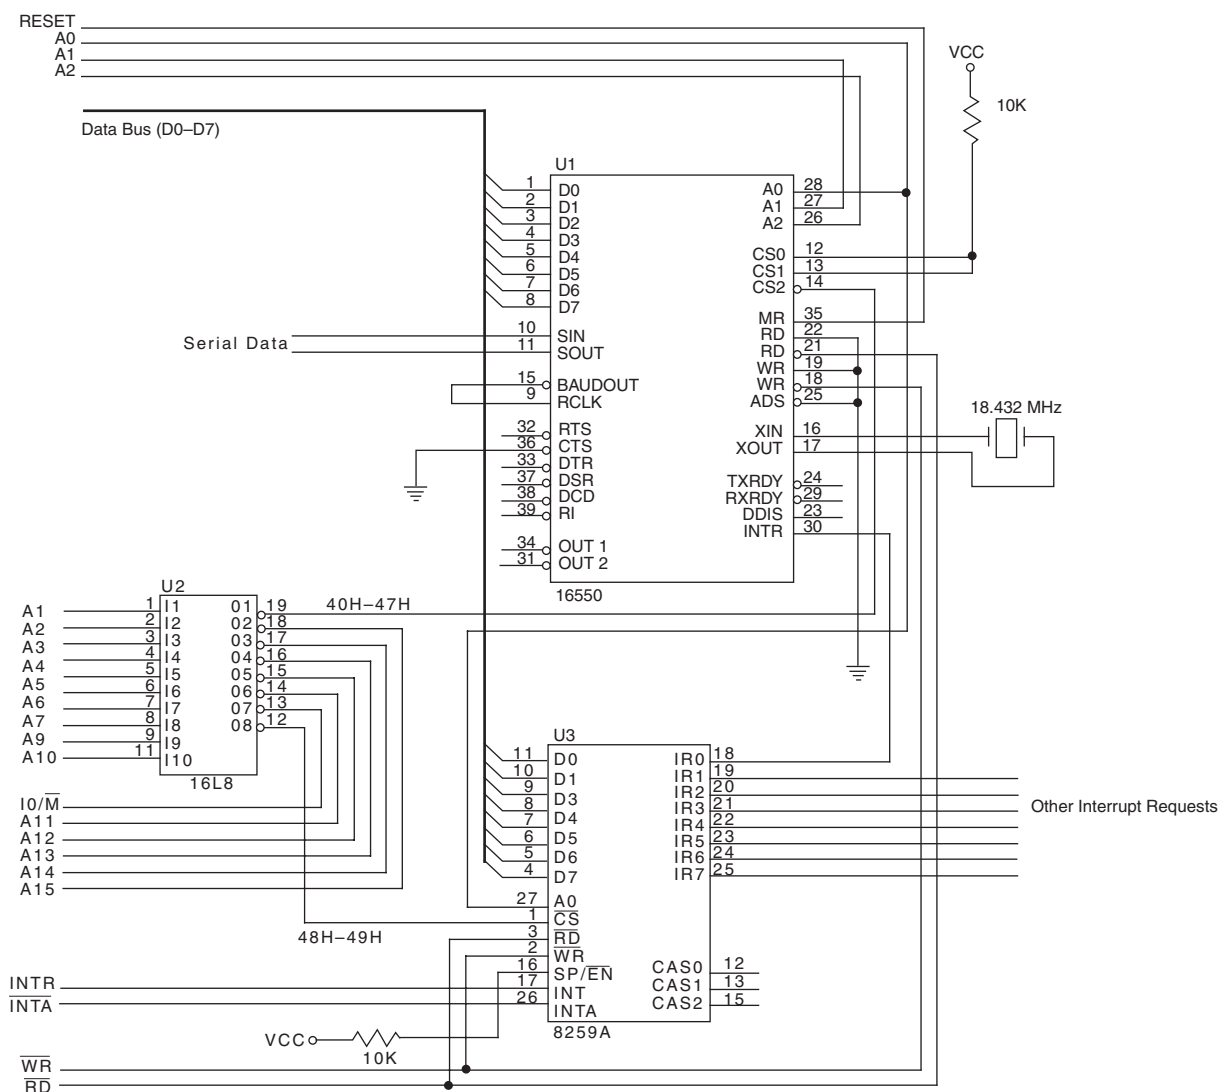 RESET
A0
A1
A2
Data Bus (D0–D7)
VCC
10K
U1
1 D0
2 D1
3 D2
4 D3
5 D4
6 D5
7 D6
8 D7
10 SIN
11 SOUT
15 BAUDOUT
9 RCLK
32 RTS
36 CTS
33 DTR
37 DSR
38 DCD
39 RI
34 OUT 1
31 OUT 2
A0 28
A1 27
A2 26
CS0 12
CS1 13
CS2 14
MR 35
RD 22
RD 21
WR 19
WR 18
ADS 25
XIN 16
XOUT 17
TXRDY 24
RXRDY 29
DDIS 23
INTR 30
16550
Serial Data
18.432 MHz
U2
A1 1 I1
A2 2 I2
A3 3 I3
A4 4 I4
A5 5 I5
A6 6 I6
A7 7 I7
A7 8 I8
A9 9 I9
A10 11 I10
01 19
02 18
03 17
04 16
05 15
06 14
07 13
08 12
16L8
40H–47H
I0/M̅
A11
A12
A13
A14
A15
48H–49H
U3
11 D0
10 D1
9 D3
8 D4
7 D5
6 D6
5 D7
4
27 A0
1 C̅S̅
3 R̅D̅
2 W̅R̅
16 SP/E̅N̅
17 INT
26 INTA
IR0 18
IR1 19
IR2 20
IR3 21
IR4 22
IR5 23
IR6 24
IR7 25
CAS0 12
CAS1 13
CAS2 15
8259A
Other Interrupt Requests
INTR
I̅N̅T̅A̅
VCC
10K
W̅R̅
R̅D̅